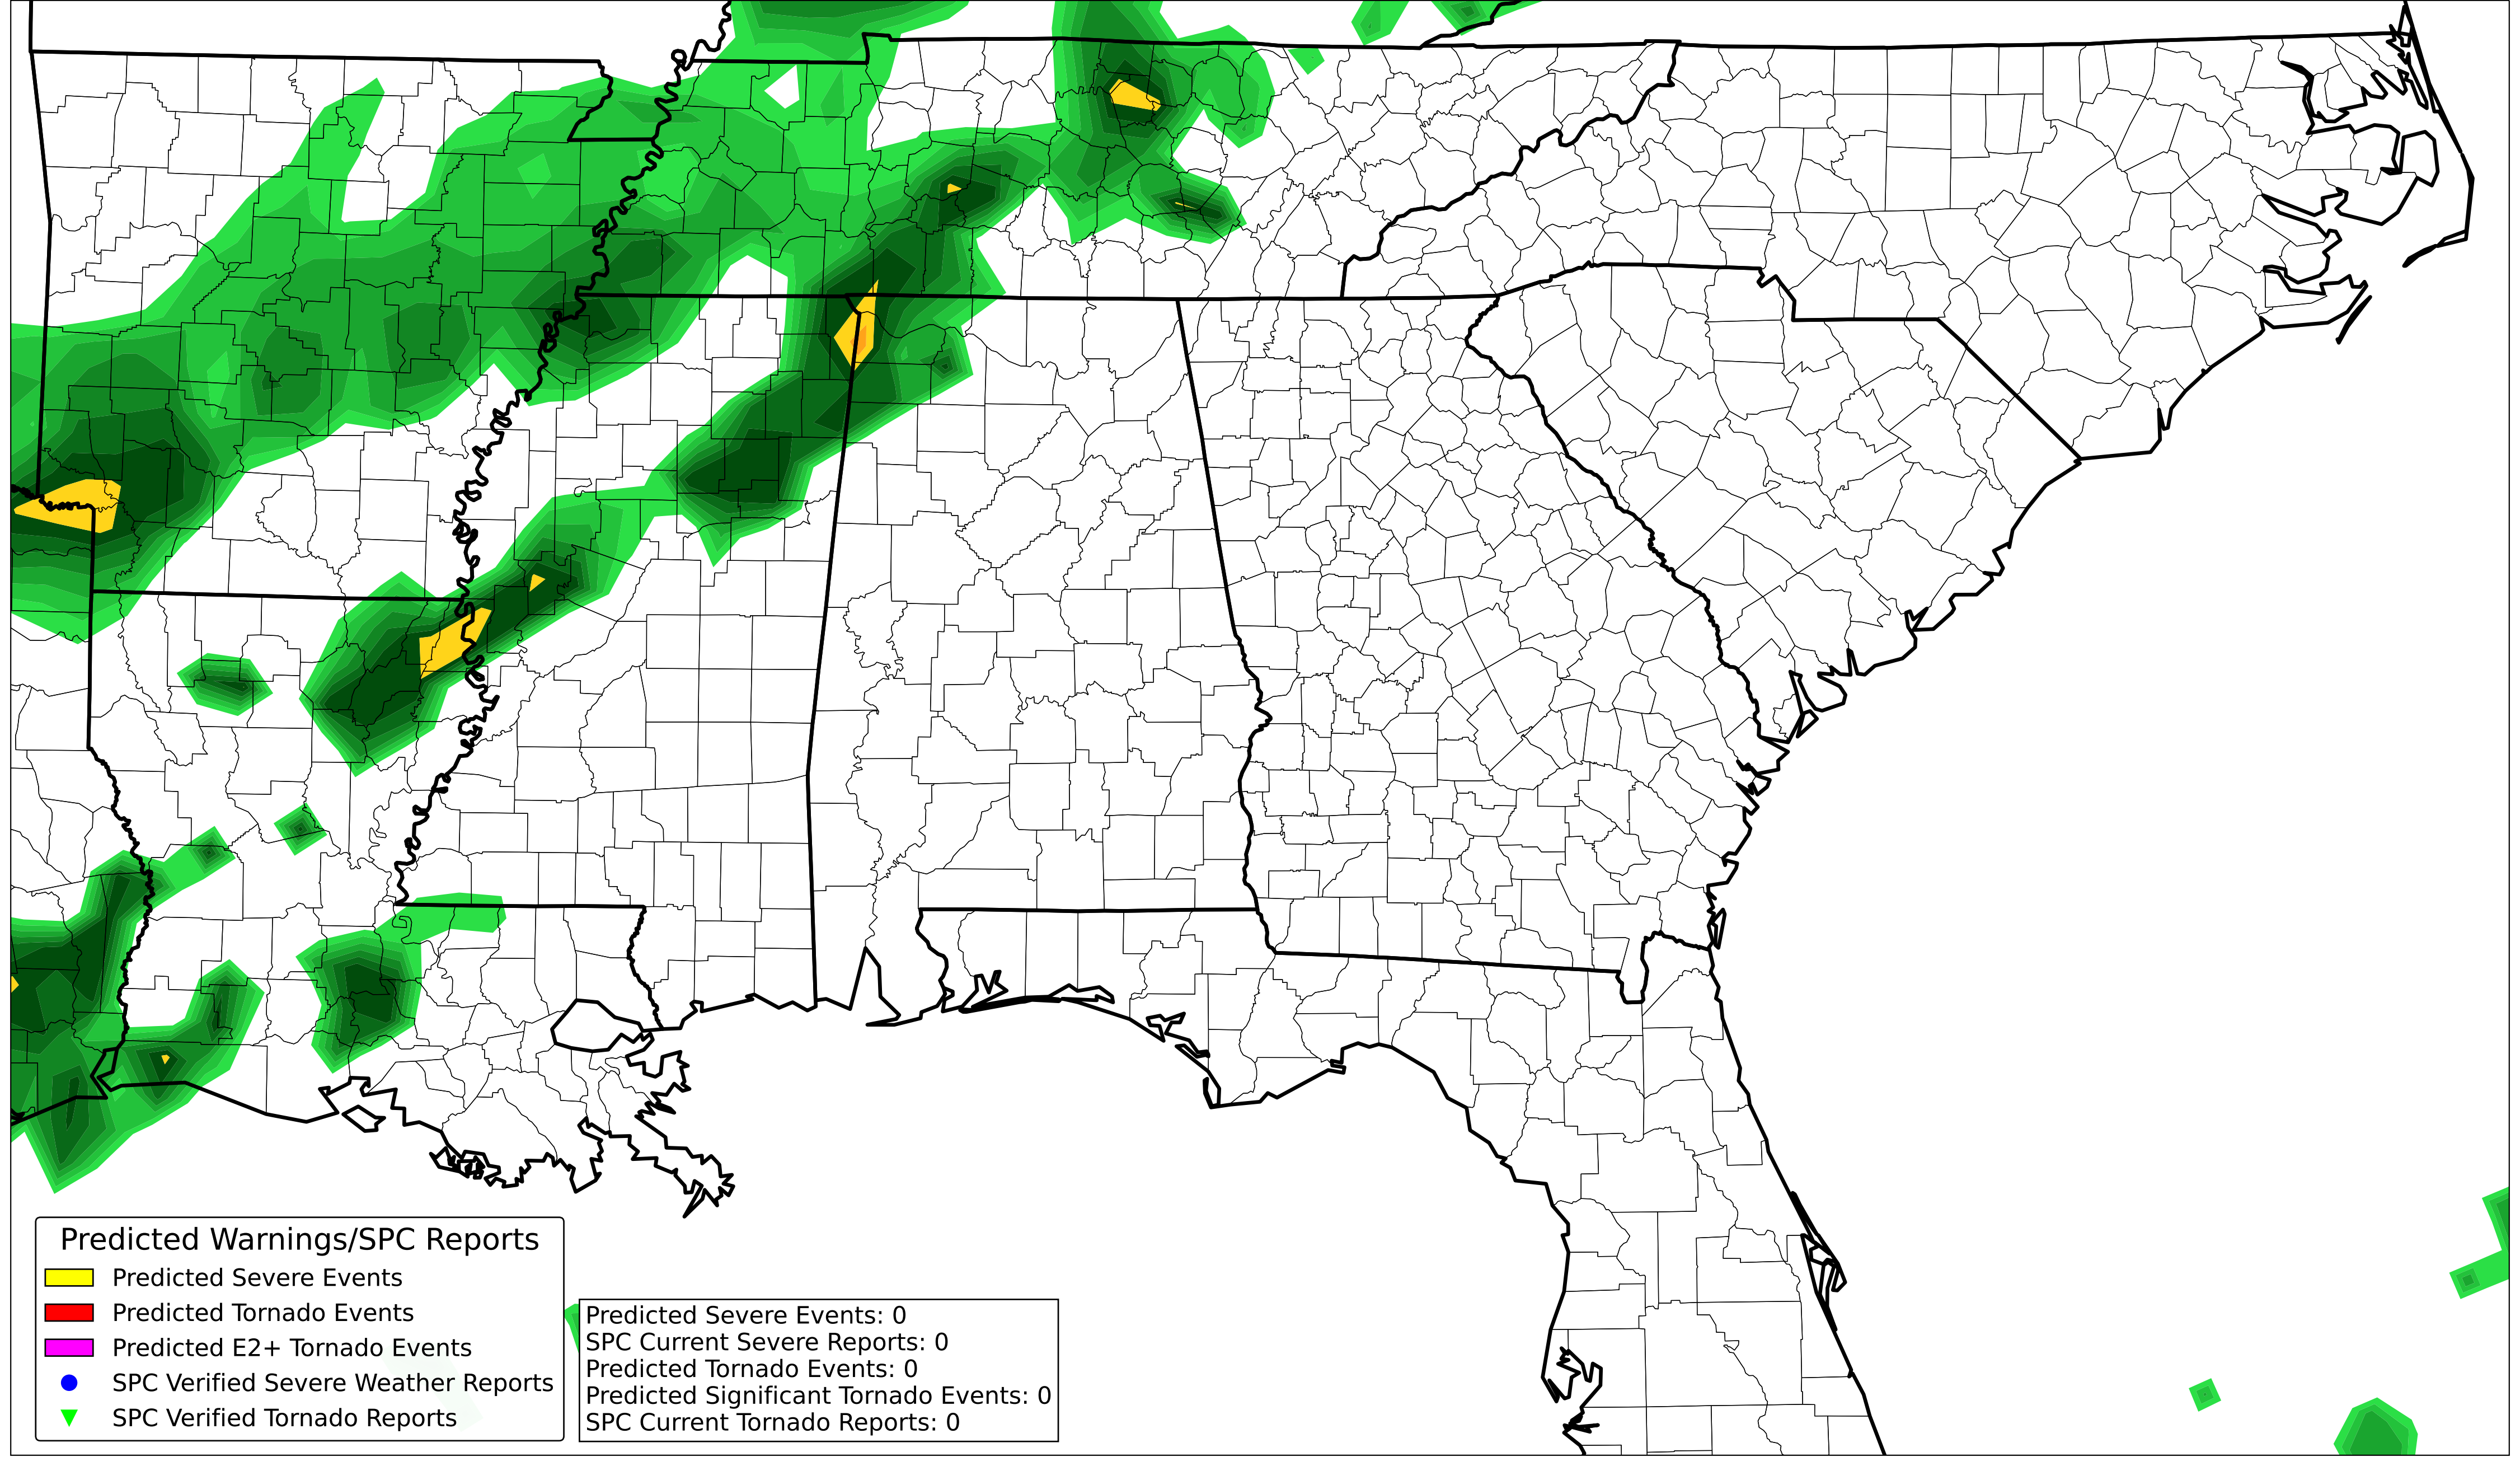 Predicted Warnings/SPC Reports
Predicted Severe Events
Predicted Tornado Events
Predicted E2+ Tornado Events
SPC Verified Severe Weather Reports
SPC Verified Tornado Reports
Predicted Severe Events: 0
SPC Current Severe Reports: 0
Predicted Tornado Events: 0
Predicted Significant Tornado Events: 0
SPC Current Tornado Reports: 0